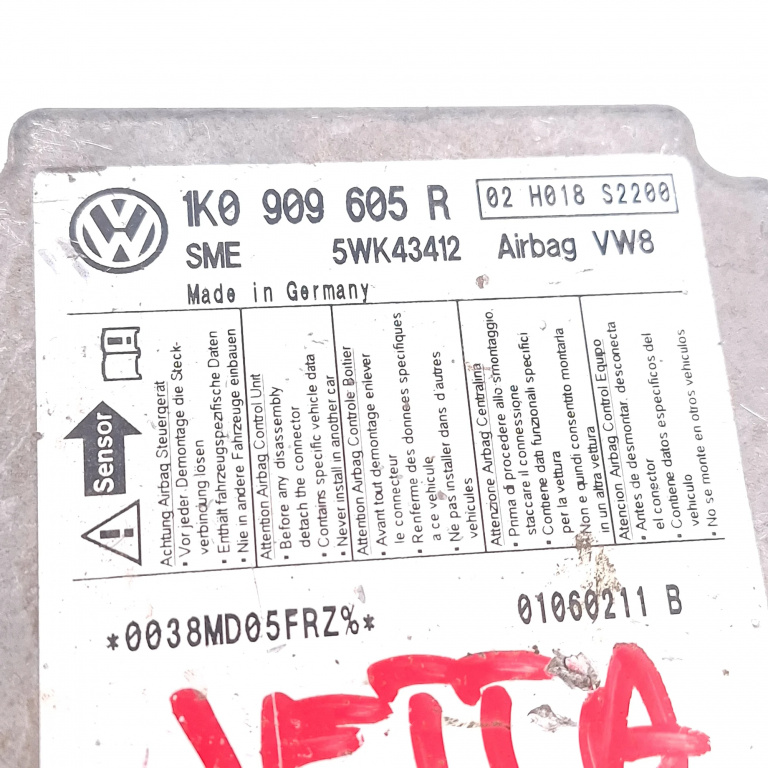 1K0 909 605 R
02 H018 S2200
SME 5WK43412 Airbag VW8
Made in Germany
Sensor
Achtung Airbag Steuergerät
• Vor jeder Demontage die Steck-
verbindung lösen
• Enthält fahrzeugspezifische Daten
• Nie in andere Fahrzeuge einbauen
Attention Airbag Control Unit
• Before any disassembly
detach the connector
• Contains specific vehicle data
• Never install in another car
Attention Airbag Controle Boitier
• Avant tout demontage enlever
le connecteur
• Renferme des donnees specifiques
a ce vehicule
• Ne pas installer dans d'autres
vehicules
Attenzione Airbag Centralina
• Prima di procedere allo smontaggio.
staccare il connessione
• Contiene dati funzionali specifici
per la vettura
• Non e quindi consentito montarla
in un altra vettura
Atencion Airbag Control Equipo
• Antes de desmontar. desconecta
el conector
• Contiene datos especificos del
vehiculo
• No se monte en otros vehiculos
*0038MD05FRZ%*
01060211 B
JETTA